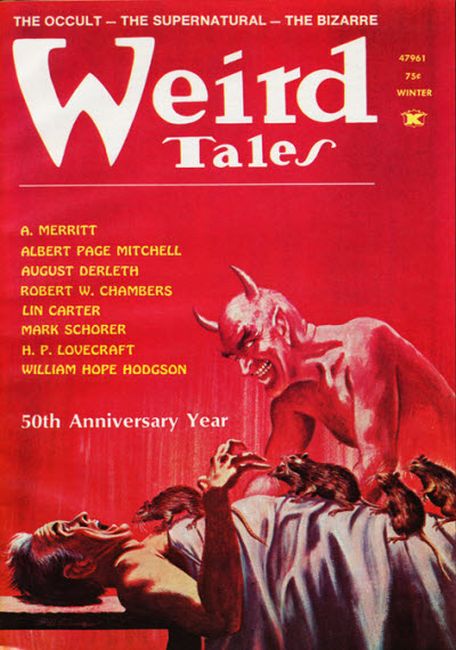 THE OCCULT — THE SUPERNATURAL — THE BIZARRE
Weird
Tales
47961
75¢
WINTER
K
A. MERRITT
ALBERT PAGE MITCHELL
AUGUST DERLETH
ROBERT W. CHAMBERS
LIN CARTER
MARK SCHORER
H. P. LOVECRAFT
WILLIAM HOPE HODGSON
50th Anniversary Year